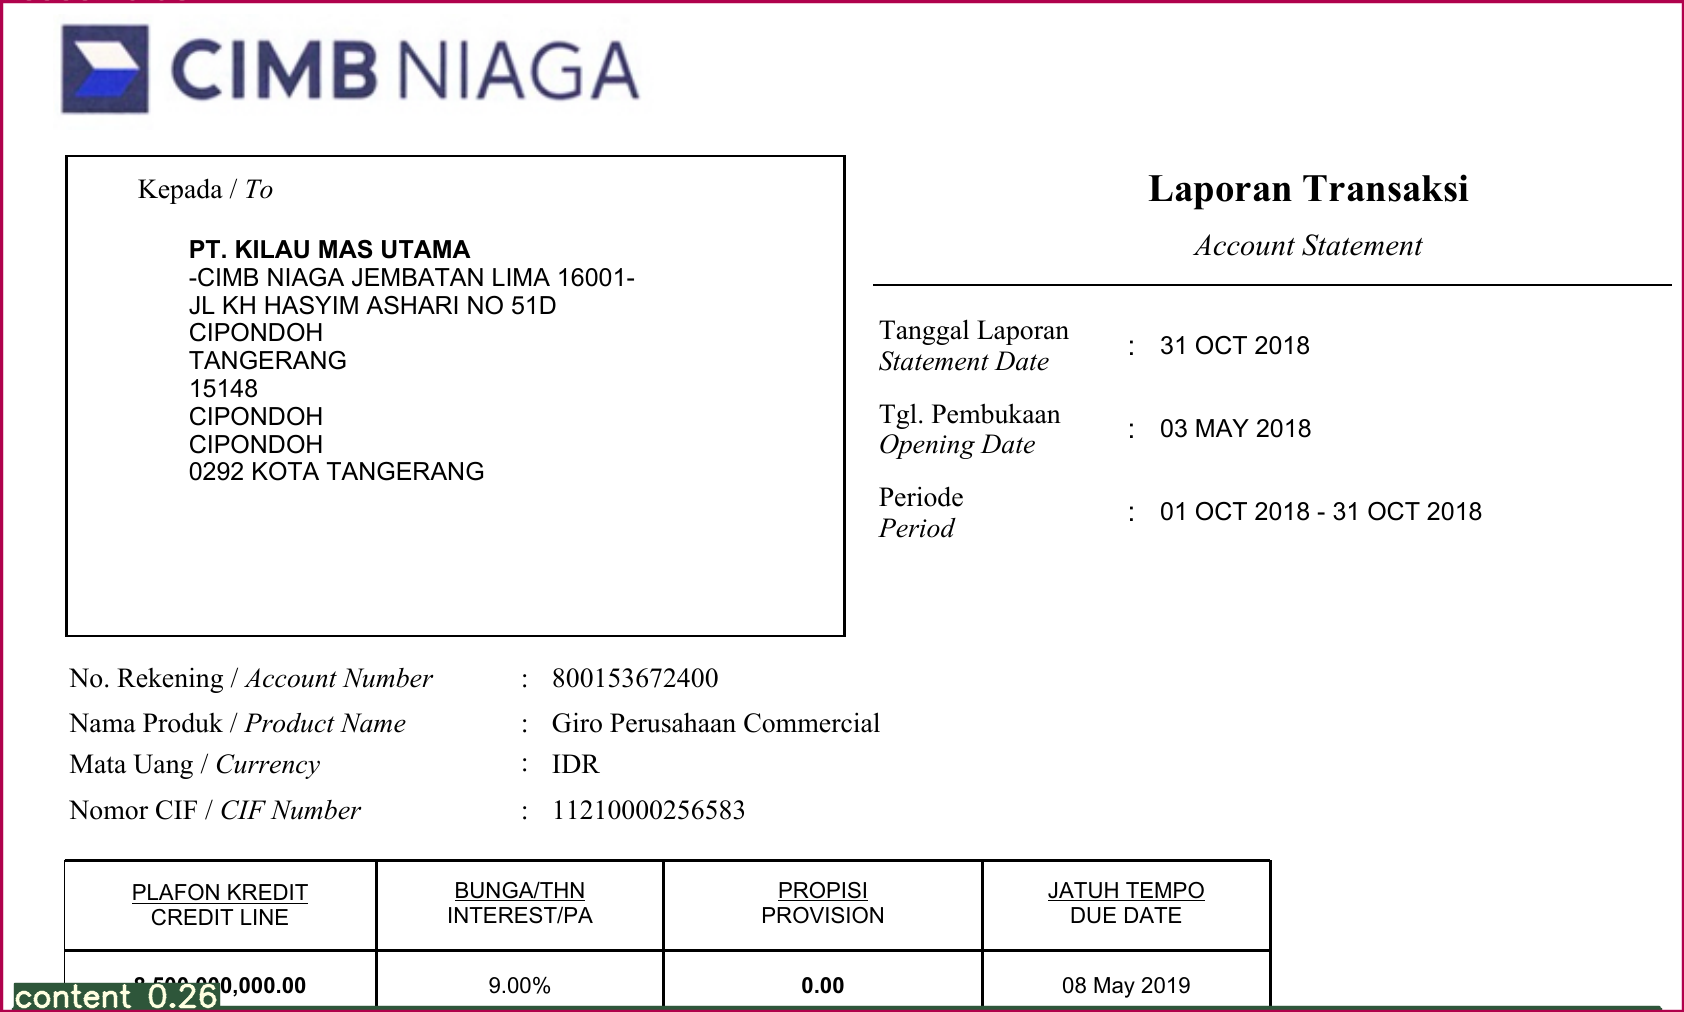 CIMB NIAGA
Kepada / To
PT. KILAU MAS UTAMA
-CIMB NIAGA JEMBATAN LIMA 16001-
JL KH HASYIM ASHARI NO 51D
CIPONDOH
TANGERANG
15148
CIPONDOH
CIPONDOH
0292 KOTA TANGERANG
Laporan Transaksi
Account Statement
Tanggal Laporan
Statement Date : 31 OCT 2018
Tgl. Pembukaan
Opening Date : 03 MAY 2018
Periode
Period : 01 OCT 2018 - 31 OCT 2018
No. Rekening / Account Number : 800153672400
Nama Produk / Product Name : Giro Perusahaan Commercial
Mata Uang / Currency : IDR
Nomor CIF / CIF Number : 11210000256583
PLAFON KREDIT BUNGA/THN PROPISI JATUH TEMPO
CREDIT LINE INTEREST/PA PROVISION DUE DATE
9.00% 0.00 08 May 2019
content 0.26